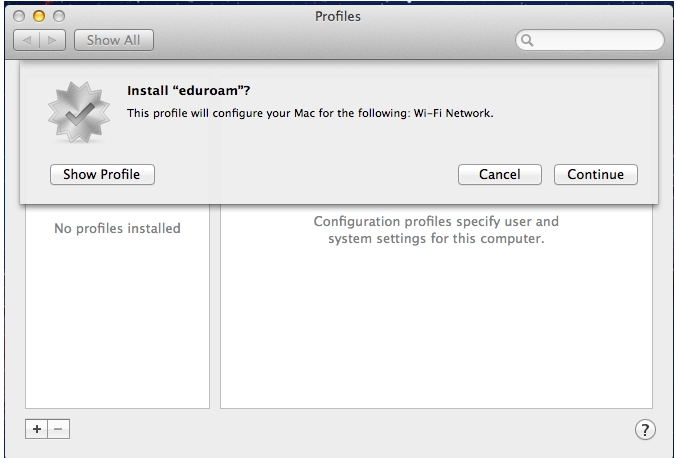 Profiles
Show All
Install “eduroam”?
This profile will configure your Mac for the following: Wi-Fi Network.
Show Profile
Cancel
Continue
No profiles installed
Configuration profiles specify user and
system settings for this computer.
+
−
?